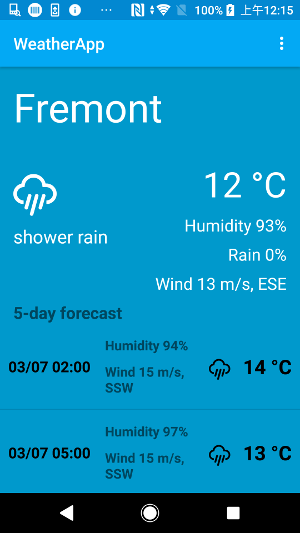 100% 上午12:15
WeatherApp
Fremont
12 °C
shower rain
Humidity 93%
Rain 0%
Wind 13 m/s, ESE
5-day forecast
03/07 02:00
Humidity 94%
Wind 15 m/s,
SSW
14 °C
03/07 05:00
Humidity 97%
Wind 15 m/s,
SSW
13 °C